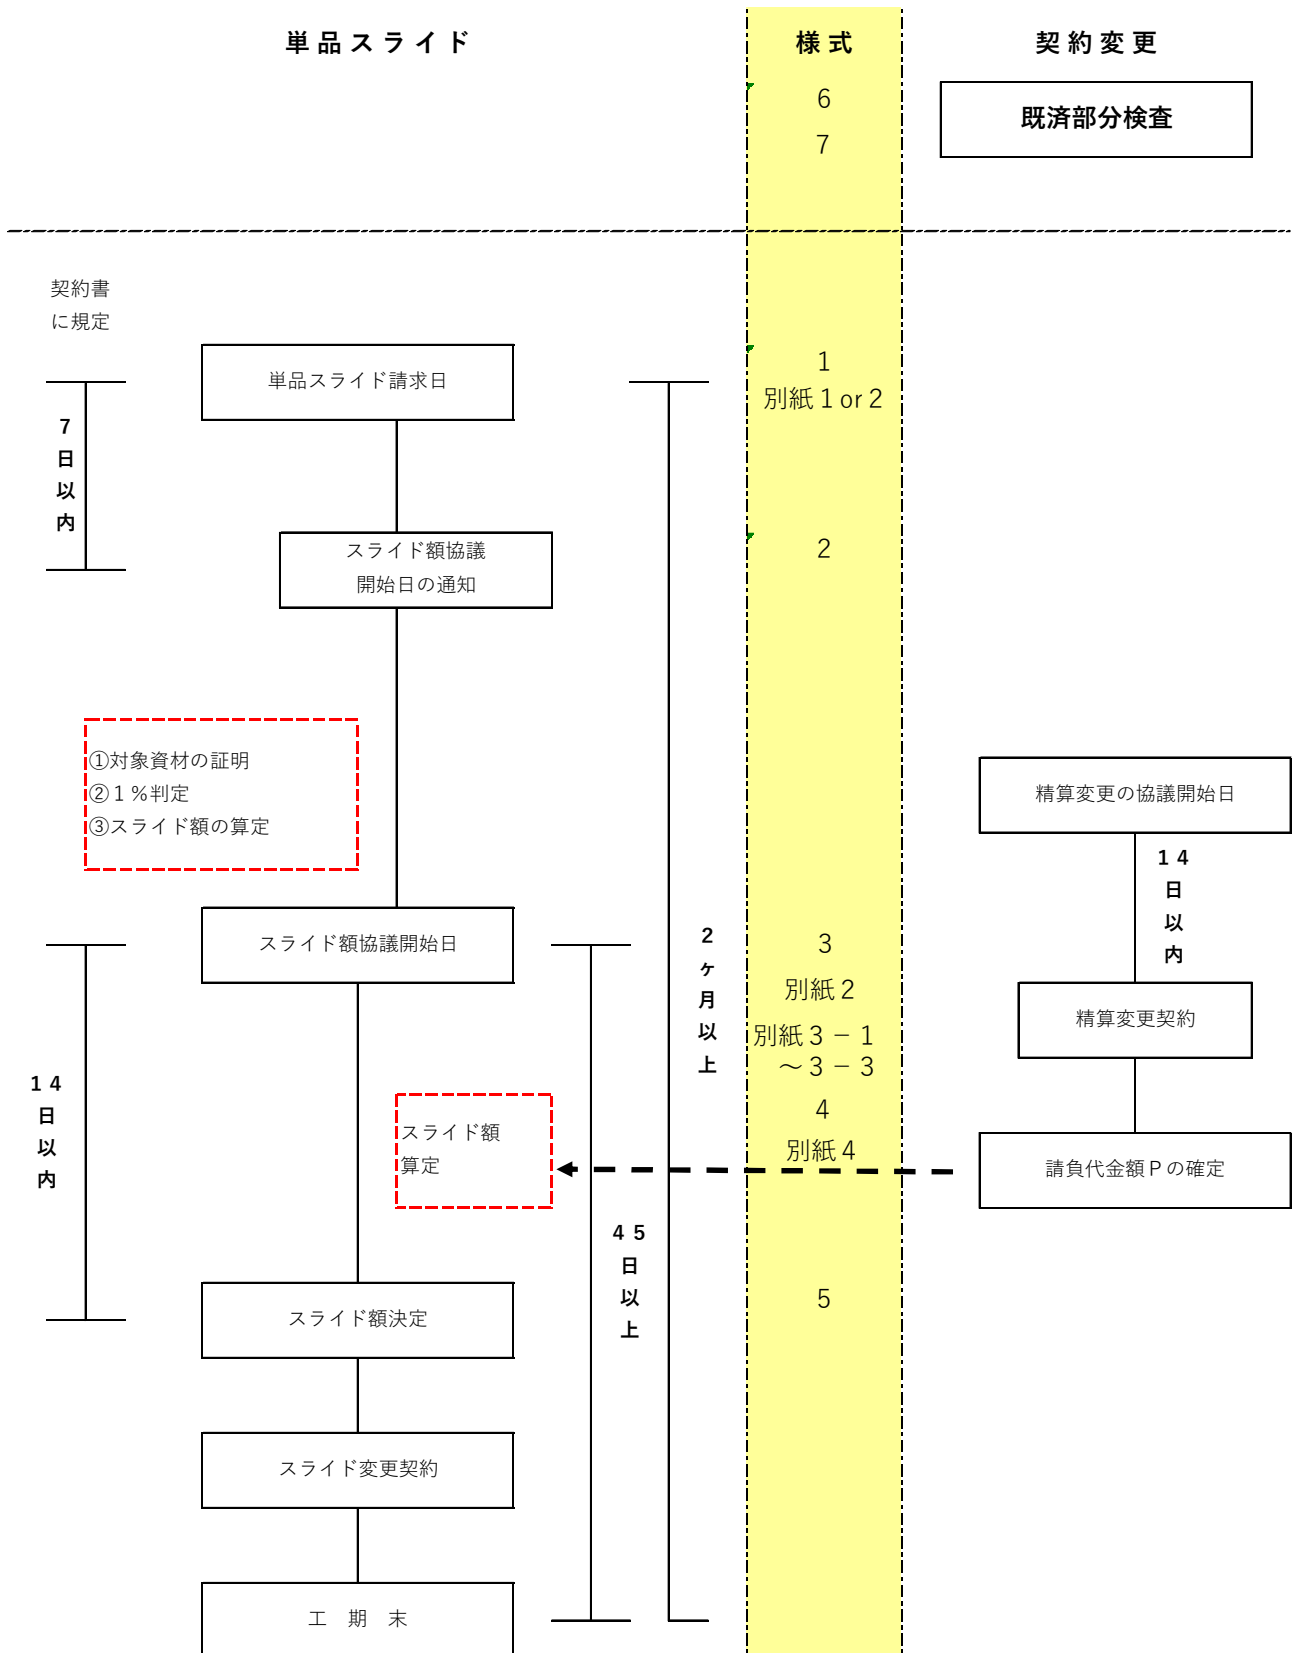 単品スライド
様式
契約変更
6
7
既済部分検査
契約書
に規定
単品スライド請求日
1
別紙１or２
7日以内
スライド額協議
開始日の通知
2
①対象資材の証明
②１％判定
③スライド額の算定
精算変更の協議開始日
14日以内
スライド額協議開始日
2ヶ月以上
3
別紙２
別紙３－１
～３－３
精算変更契約
14日以内
スライド額
算定
4
別紙４
請負代金額Ｐの確定
45日以上
スライド額決定
5
スライド変更契約
工　期　末